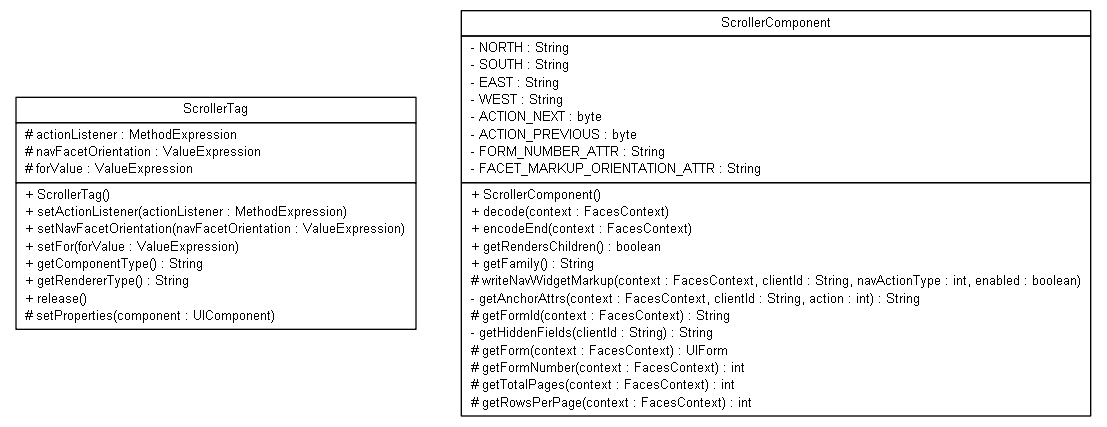 ScrollerTag
# actionListener : MethodExpression
# navFacetOrientation : ValueExpression
# forValue : ValueExpression
+ ScrollerTag()
+ setActionListener(actionListener : MethodExpression)
+ setNavFacetOrientation(navFacetOrientation : ValueExpression)
+ setFor(forValue : ValueExpression)
+ getComponentType() : String
+ getRendererType() : String
+ release()
# setProperties(component : UIComponent)
ScrollerComponent
- NORTH : String
- SOUTH : String
- EAST : String
- WEST : String
- ACTION_NEXT : byte
- ACTION_PREVIOUS : byte
- FORM_NUMBER_ATTR : String
- FACET_MARKUP_ORIENTATION_ATTR : String
+ ScrollerComponent()
+ decode(context : FacesContext)
+ encodeEnd(context : FacesContext)
+ getRendersChildren() : boolean
+ getFamily() : String
# writeNavWidgetMarkup(context : FacesContext, clientId : String, navActionType : int, enabled : boolean)
- getAnchorAttrs(context : FacesContext, clientId : String, action : int) : String
# getFormId(context : FacesContext) : String
- getHiddenFields(clientId : String) : String
# getForm(context : FacesContext) : UIForm
# getFormNumber(context : FacesContext) : int
# getTotalPages(context : FacesContext) : int
# getRowsPerPage(context : FacesContext) : int